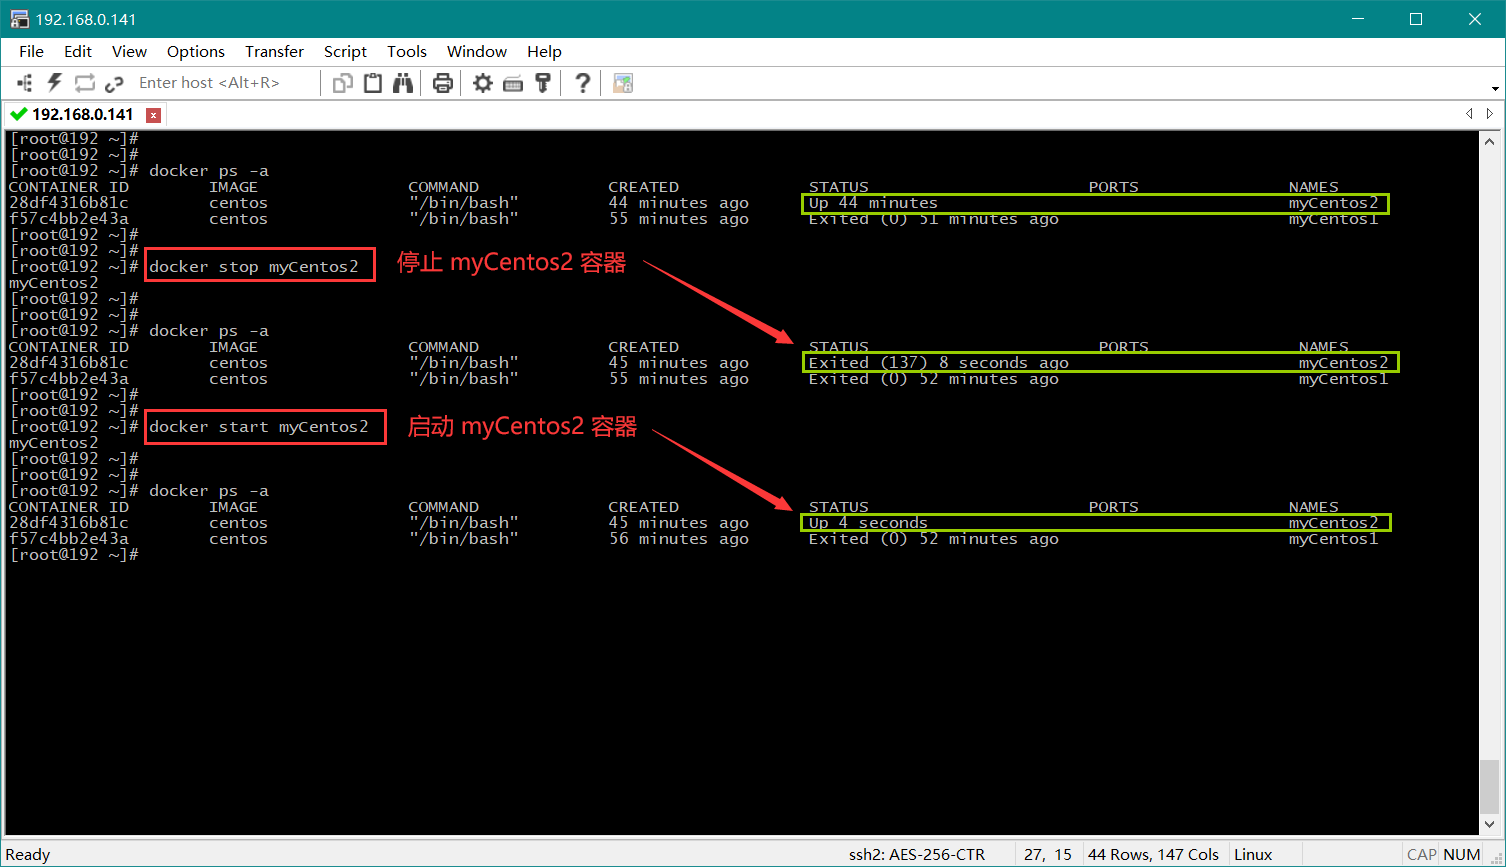 192.168.0.141
File Edit View Options Transfer Script Tools Window Help
Enter host <Alt+R>
192.168.0.141
[root@192 ~]#
[root@192 ~]#
[root@192 ~]# docker ps -a
CONTAINER ID IMAGE COMMAND CREATED STATUS PORTS NAMES
28df4316b81c centos "/bin/bash" 44 minutes ago Up 44 minutes myCentos2
f57c4bb2e43a centos "/bin/bash" 55 minutes ago Exited (0) 51 minutes ago myCentos1
[root@192 ~]#
[root@192 ~]#
[root@192 ~]# docker stop myCentos2 停止 myCentos2 容器
myCentos2
[root@192 ~]#
[root@192 ~]#
[root@192 ~]# docker ps -a
CONTAINER ID IMAGE COMMAND CREATED STATUS PORTS NAMES
28df4316b81c centos "/bin/bash" 45 minutes ago Exited (137) 8 seconds ago myCentos2
f57c4bb2e43a centos "/bin/bash" 55 minutes ago Exited (0) 52 minutes ago myCentos1
[root@192 ~]#
[root@192 ~]#
[root@192 ~]# docker start myCentos2 启动 myCentos2 容器
myCentos2
[root@192 ~]#
[root@192 ~]#
[root@192 ~]# docker ps -a
CONTAINER ID IMAGE COMMAND CREATED STATUS PORTS NAMES
28df4316b81c centos "/bin/bash" 45 minutes ago Up 4 seconds myCentos2
f57c4bb2e43a centos "/bin/bash" 56 minutes ago Exited (0) 52 minutes ago myCentos1
[root@192 ~]#
Ready ssh2: AES-256-CTR 27, 15 44 Rows, 147 Cols Linux CAP NUM